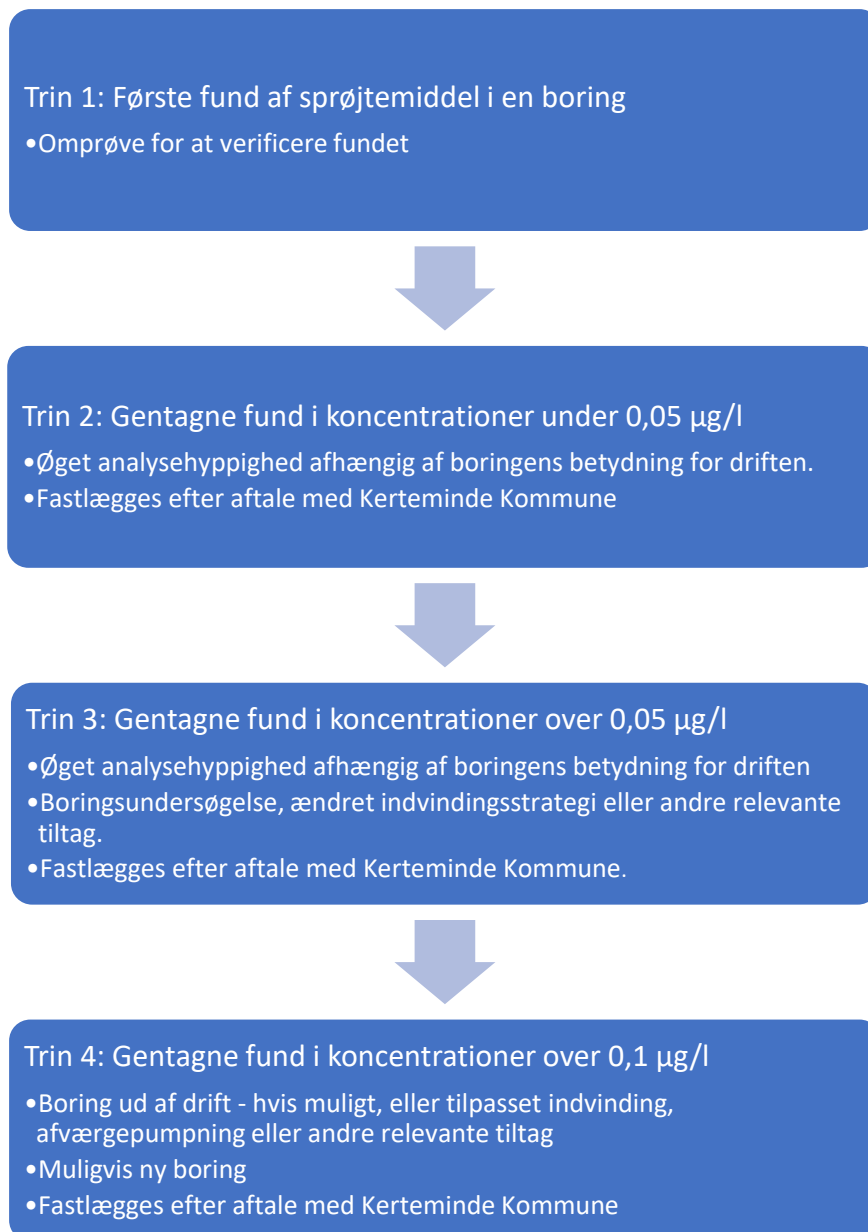 Trin 1: Første fund af sprøjtemiddel i en boring
•Omprøve for at verificere fundet
Trin 2: Gentagne fund i koncentrationer under 0,05 µg/l
•Øget analysehyppighed afhængig af boringens betydning for driften.
•Fastlægges efter aftale med Kerteminde Kommune
Trin 3: Gentagne fund i koncentrationer over 0,05 µg/l
•Øget analysehyppighed afhængig af boringens betydning for driften
•Boringsundersøgelse, ændret indvindingsstrategi eller andre relevante
tiltag.
•Fastlægges efter aftale med Kerteminde Kommune.
Trin 4: Gentagne fund i koncentrationer over 0,1 µg/l
•Boring ud af drift - hvis muligt, eller tilpasset indvinding,
afværgepumpning eller andre relevante tiltag
•Muligvis ny boring
•Fastlægges efter aftale med Kerteminde Kommune